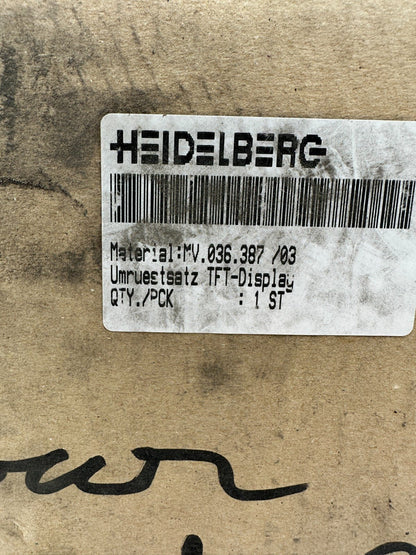 HEIDELBERG
Material:MV.036.387 /03
Umruestsatz TFT-Display
QTY./PCK : 1 ST